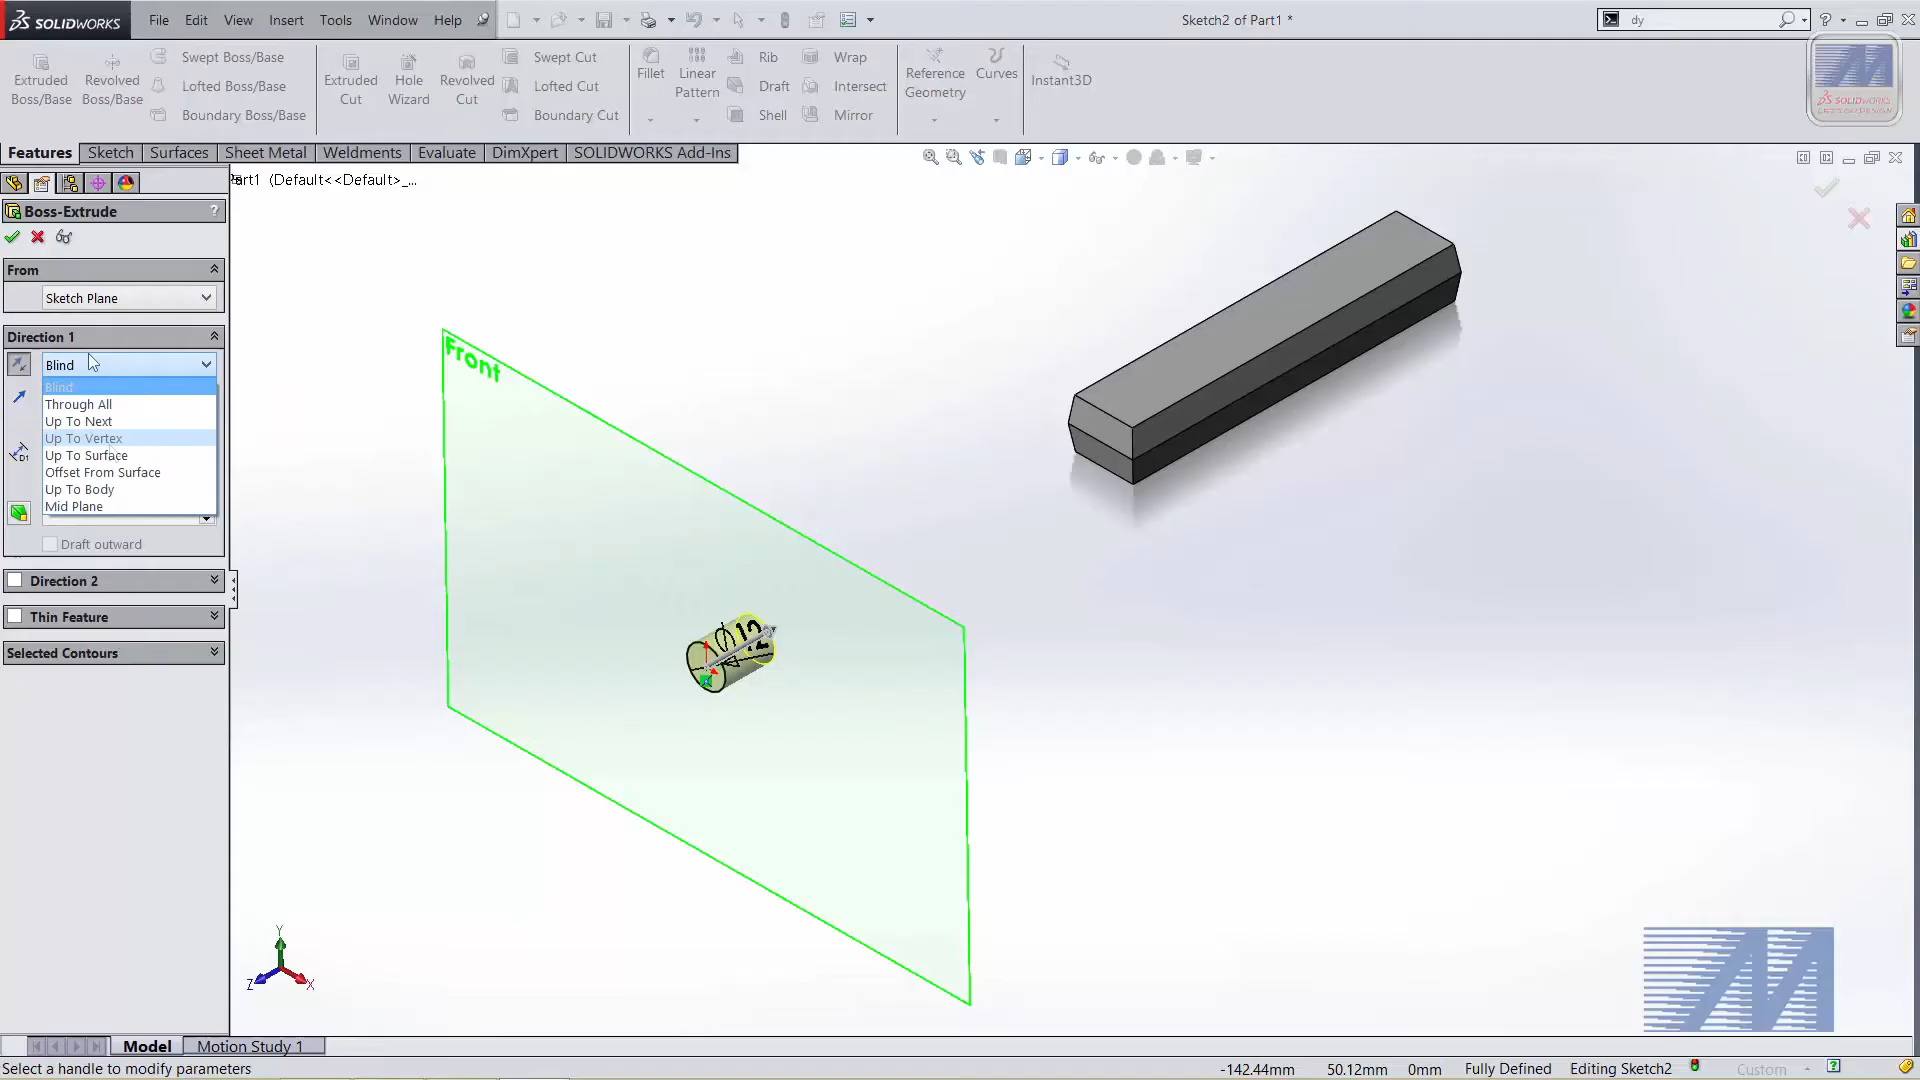 SOLIDWORKS File Edit View Insert Tools Window Help Sketch2 of Part1 * dy ?
Extruded Boss/Base
Revolved Boss/Base
Swept Boss/Base
Lofted Boss/Base
Boundary Boss/Base
Extruded Cut
Hole Wizard
Revolved Cut
Swept Cut
Lofted Cut
Boundary Cut
Fillet
Linear Pattern
Rib
Draft
Shell
Wrap
Intersect
Mirror
Reference Geometry
Curves
Instant3D
SOLIDWORKS
Features Sketch Surfaces Sheet Metal Weldments Evaluate DimXpert SOLIDWORKS Add-Ins
art1 (Default<<Default>_...
Boss-Extrude ?
From
Sketch Plane
Direction 1
Blind
Blind
Through All
Up To Next
Up To Vertex
Up To Surface
Offset From Surface
Up To Body
Mid Plane
D1
Draft outward
Direction 2
Thin Feature
Selected Contours
Front
Ø12
Y
Z
X
Model Motion Study 1
Select a handle to modify parameters -142.44mm 50.12mm 0mm Fully Defined Editing Sketch2 Custom ?